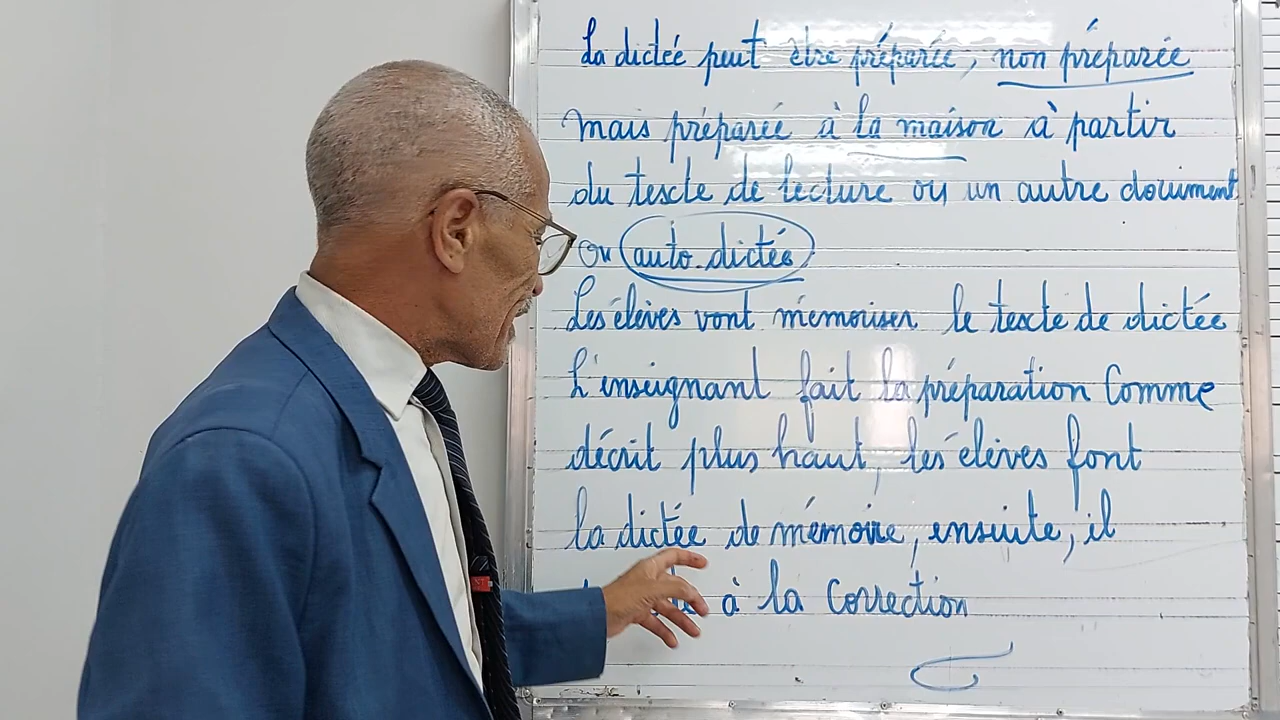 La dictée peut être préparée, non préparée
mais préparée à la maison à partir
du texte de lecture ou un autre document
ou auto-dictée
Les élèves vont mémoriser le texte de dictée
L'enseignant fait la préparation comme
décrit plus haut, les élèves font
la dictée de mémoire, ensuite, il
à la correction